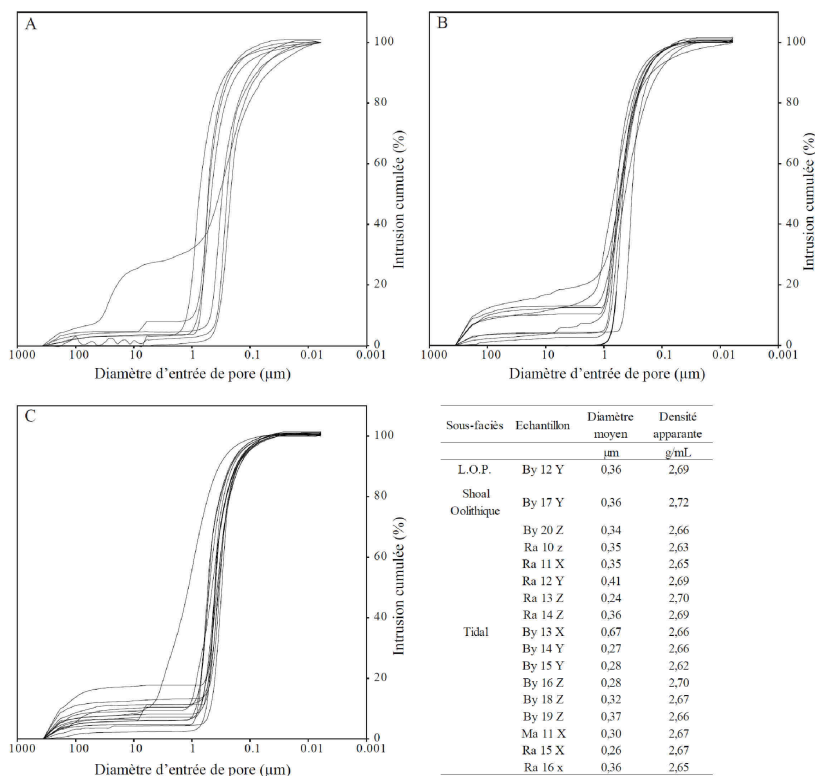 A
100
80
60
40
20
0
Intrusion cumulée (%)
1000 100 10 1 0.1 0.01 0.001
Diamètre d'entrée de pore (µm)
B
100
80
60
40
20
0
Intrusion cumulée (%)
1000 100 10 1 0.1 0.01 0.001
Diamètre d'entrée de pore (µm)
C
100
80
60
40
20
0
Intrusion cumulée (%)
1000 100 10 1 0.1 0.01 0.001
Diamètre d'entrée de pore (µm)
Sous-faciès Echantillon Diamètre moyen Densité apparante
µm g/mL
L.O.P. By 12 Y 0,36 2,69
Shoal Oolithique By 17 Y 0,36 2,72
By 20 Z 0,34 2,66
Ra 10 z 0,35 2,63
Ra 11 X 0,35 2,65
Ra 12 Y 0,41 2,69
Ra 13 Z 0,24 2,70
Ra 14 Z 0,36 2,69
Tidal By 13 X 0,67 2,66
By 14 Y 0,27 2,66
By 15 Y 0,28 2,62
By 16 Z 0,28 2,70
By 18 Z 0,32 2,67
By 19 Z 0,37 2,66
Ma 11 X 0,30 2,67
Ra 15 X 0,26 2,67
Ra 16 x 0,36 2,65